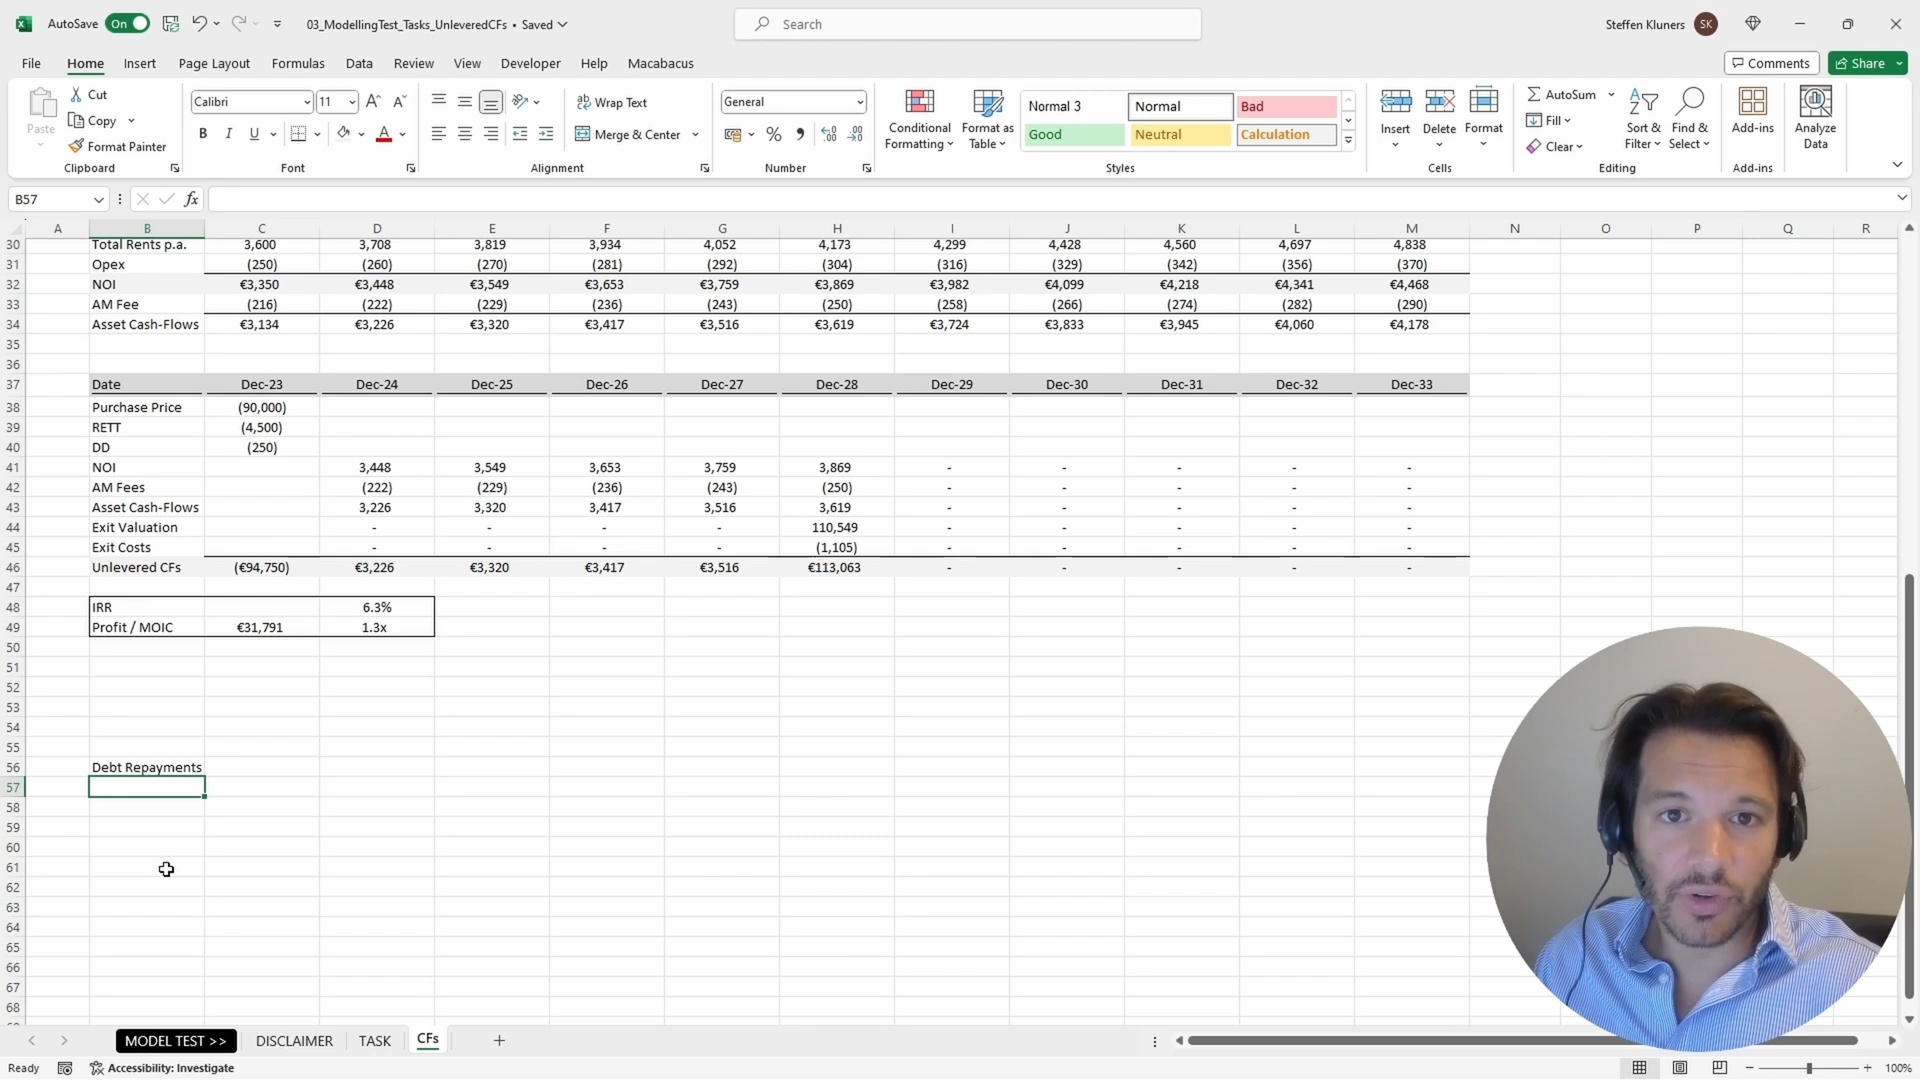 AutoSave On 03_ModellingTest_Tasks_UnleveredCFs • Saved Search Steffen Kluners SK
File Home Insert Page Layout Formulas Data Review View Developer Help Macabacus Comments Share
Paste Cut Copy Format Painter Clipboard
Calibri 11 B I U A Font
Wrap Text Merge & Center Alignment
General % Number
Conditional Formatting Format as Table Normal 3 Normal Bad Good Neutral Calculation Styles
Insert Delete Format Cells
AutoSum Fill Clear Sort & Filter Find & Select Editing
Add-ins Add-ins Analyze Data
B57 fx
A B C D E F G H I J K L M N O P Q R
30 Total Rents p.a. 3,600 3,708 3,819 3,934 4,052 4,173 4,299 4,428 4,560 4,697 4,838
31 Opex (250) (260) (270) (281) (292) (304) (316) (329) (342) (356) (370)
32 NOI €3,350 €3,448 €3,549 €3,653 €3,759 €3,869 €3,982 €4,099 €4,218 €4,341 €4,468
33 AM Fee (216) (222) (229) (236) (243) (250) (258) (266) (274) (282) (290)
34 Asset Cash-Flows €3,134 €3,226 €3,320 €3,417 €3,516 €3,619 €3,724 €3,833 €3,945 €4,060 €4,178
35
36
37 Date Dec-23 Dec-24 Dec-25 Dec-26 Dec-27 Dec-28 Dec-29 Dec-30 Dec-31 Dec-32 Dec-33
38 Purchase Price (90,000)
39 RETT (4,500)
40 DD (250)
41 NOI 3,448 3,549 3,653 3,759 3,869 - - - - -
42 AM Fees (222) (229) (236) (243) (250) - - - - -
43 Asset Cash-Flows 3,226 3,320 3,417 3,516 3,619 - - - - -
44 Exit Valuation - - - - 110,549 - - - - -
45 Exit Costs - - - - (1,105) - - - - -
46 Unlevered CFs (€94,750) €3,226 €3,320 €3,417 €3,516 €113,063 - - - - -
47
48 IRR 6.3%
49 Profit / MOIC €31,791 1.3x
50
51
52
53
54
55
56 Debt Repayments
57
58
59
60
61
62
63
64
65
66
67
68
MODEL TEST >> DISCLAIMER TASK CFs
Ready Accessibility: Investigate 100%